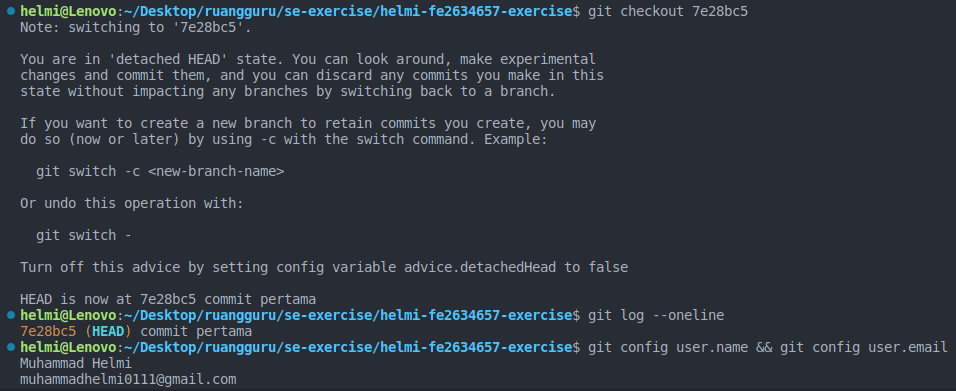 helmi@Lenovo:~/Desktop/ruangguru/se-exercise/helmi-fe2634657-exercise$ git checkout 7e28bc5
Note: switching to '7e28bc5'.
You are in 'detached HEAD' state. You can look around, make experimental
changes and commit them, and you can discard any commits you make in this
state without impacting any branches by switching back to a branch.
If you want to create a new branch to retain commits you create, you may
do so (now or later) by using -c with the switch command. Example:
git switch -c <new-branch-name>
Or undo this operation with:
git switch -
Turn off this advice by setting config variable advice.detachedHead to false
HEAD is now at 7e28bc5 commit pertama
helmi@Lenovo:~/Desktop/ruangguru/se-exercise/helmi-fe2634657-exercise$ git log --oneline
7e28bc5 (HEAD) commit pertama
helmi@Lenovo:~/Desktop/ruangguru/se-exercise/helmi-fe2634657-exercise$ git config user.name && git config user.email
Muhammad Helmi
muhammadhelmi0111@gmail.com